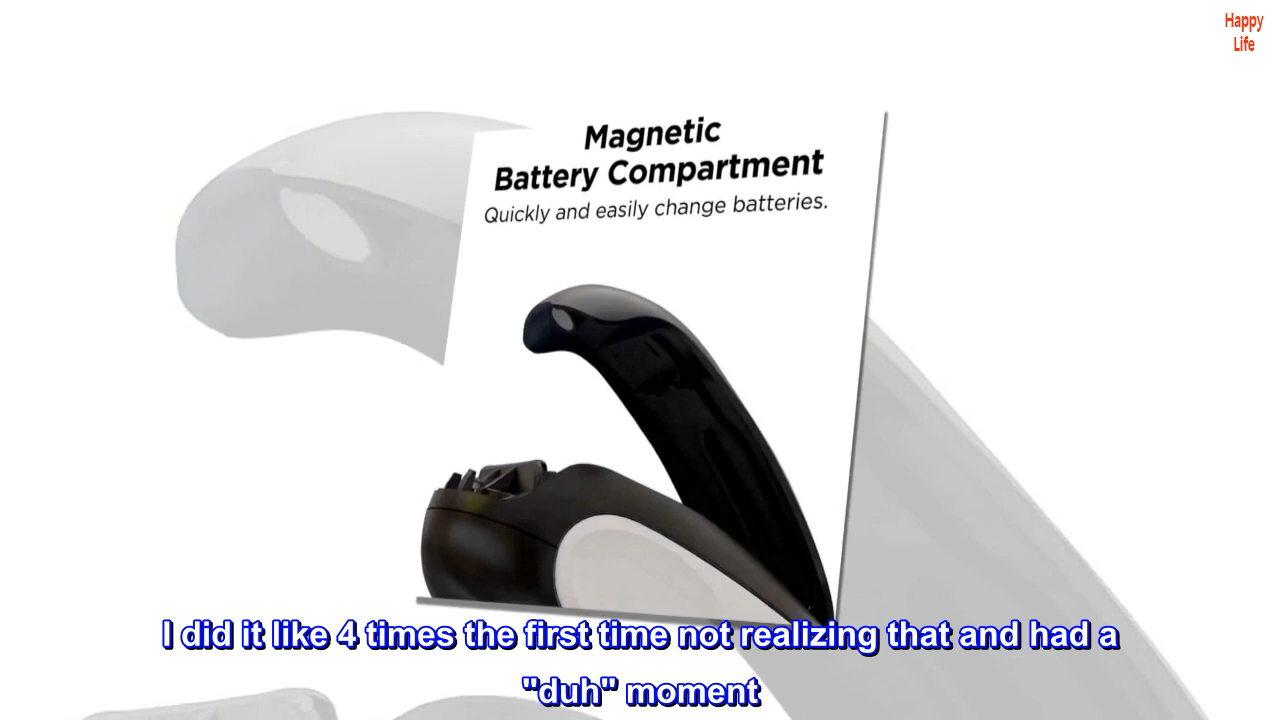 Happy
Life
Magnetic
Battery Compartment
Quickly and easily change batteries.
I did it like 4 times the first time not realizing that and had a
"duh" moment